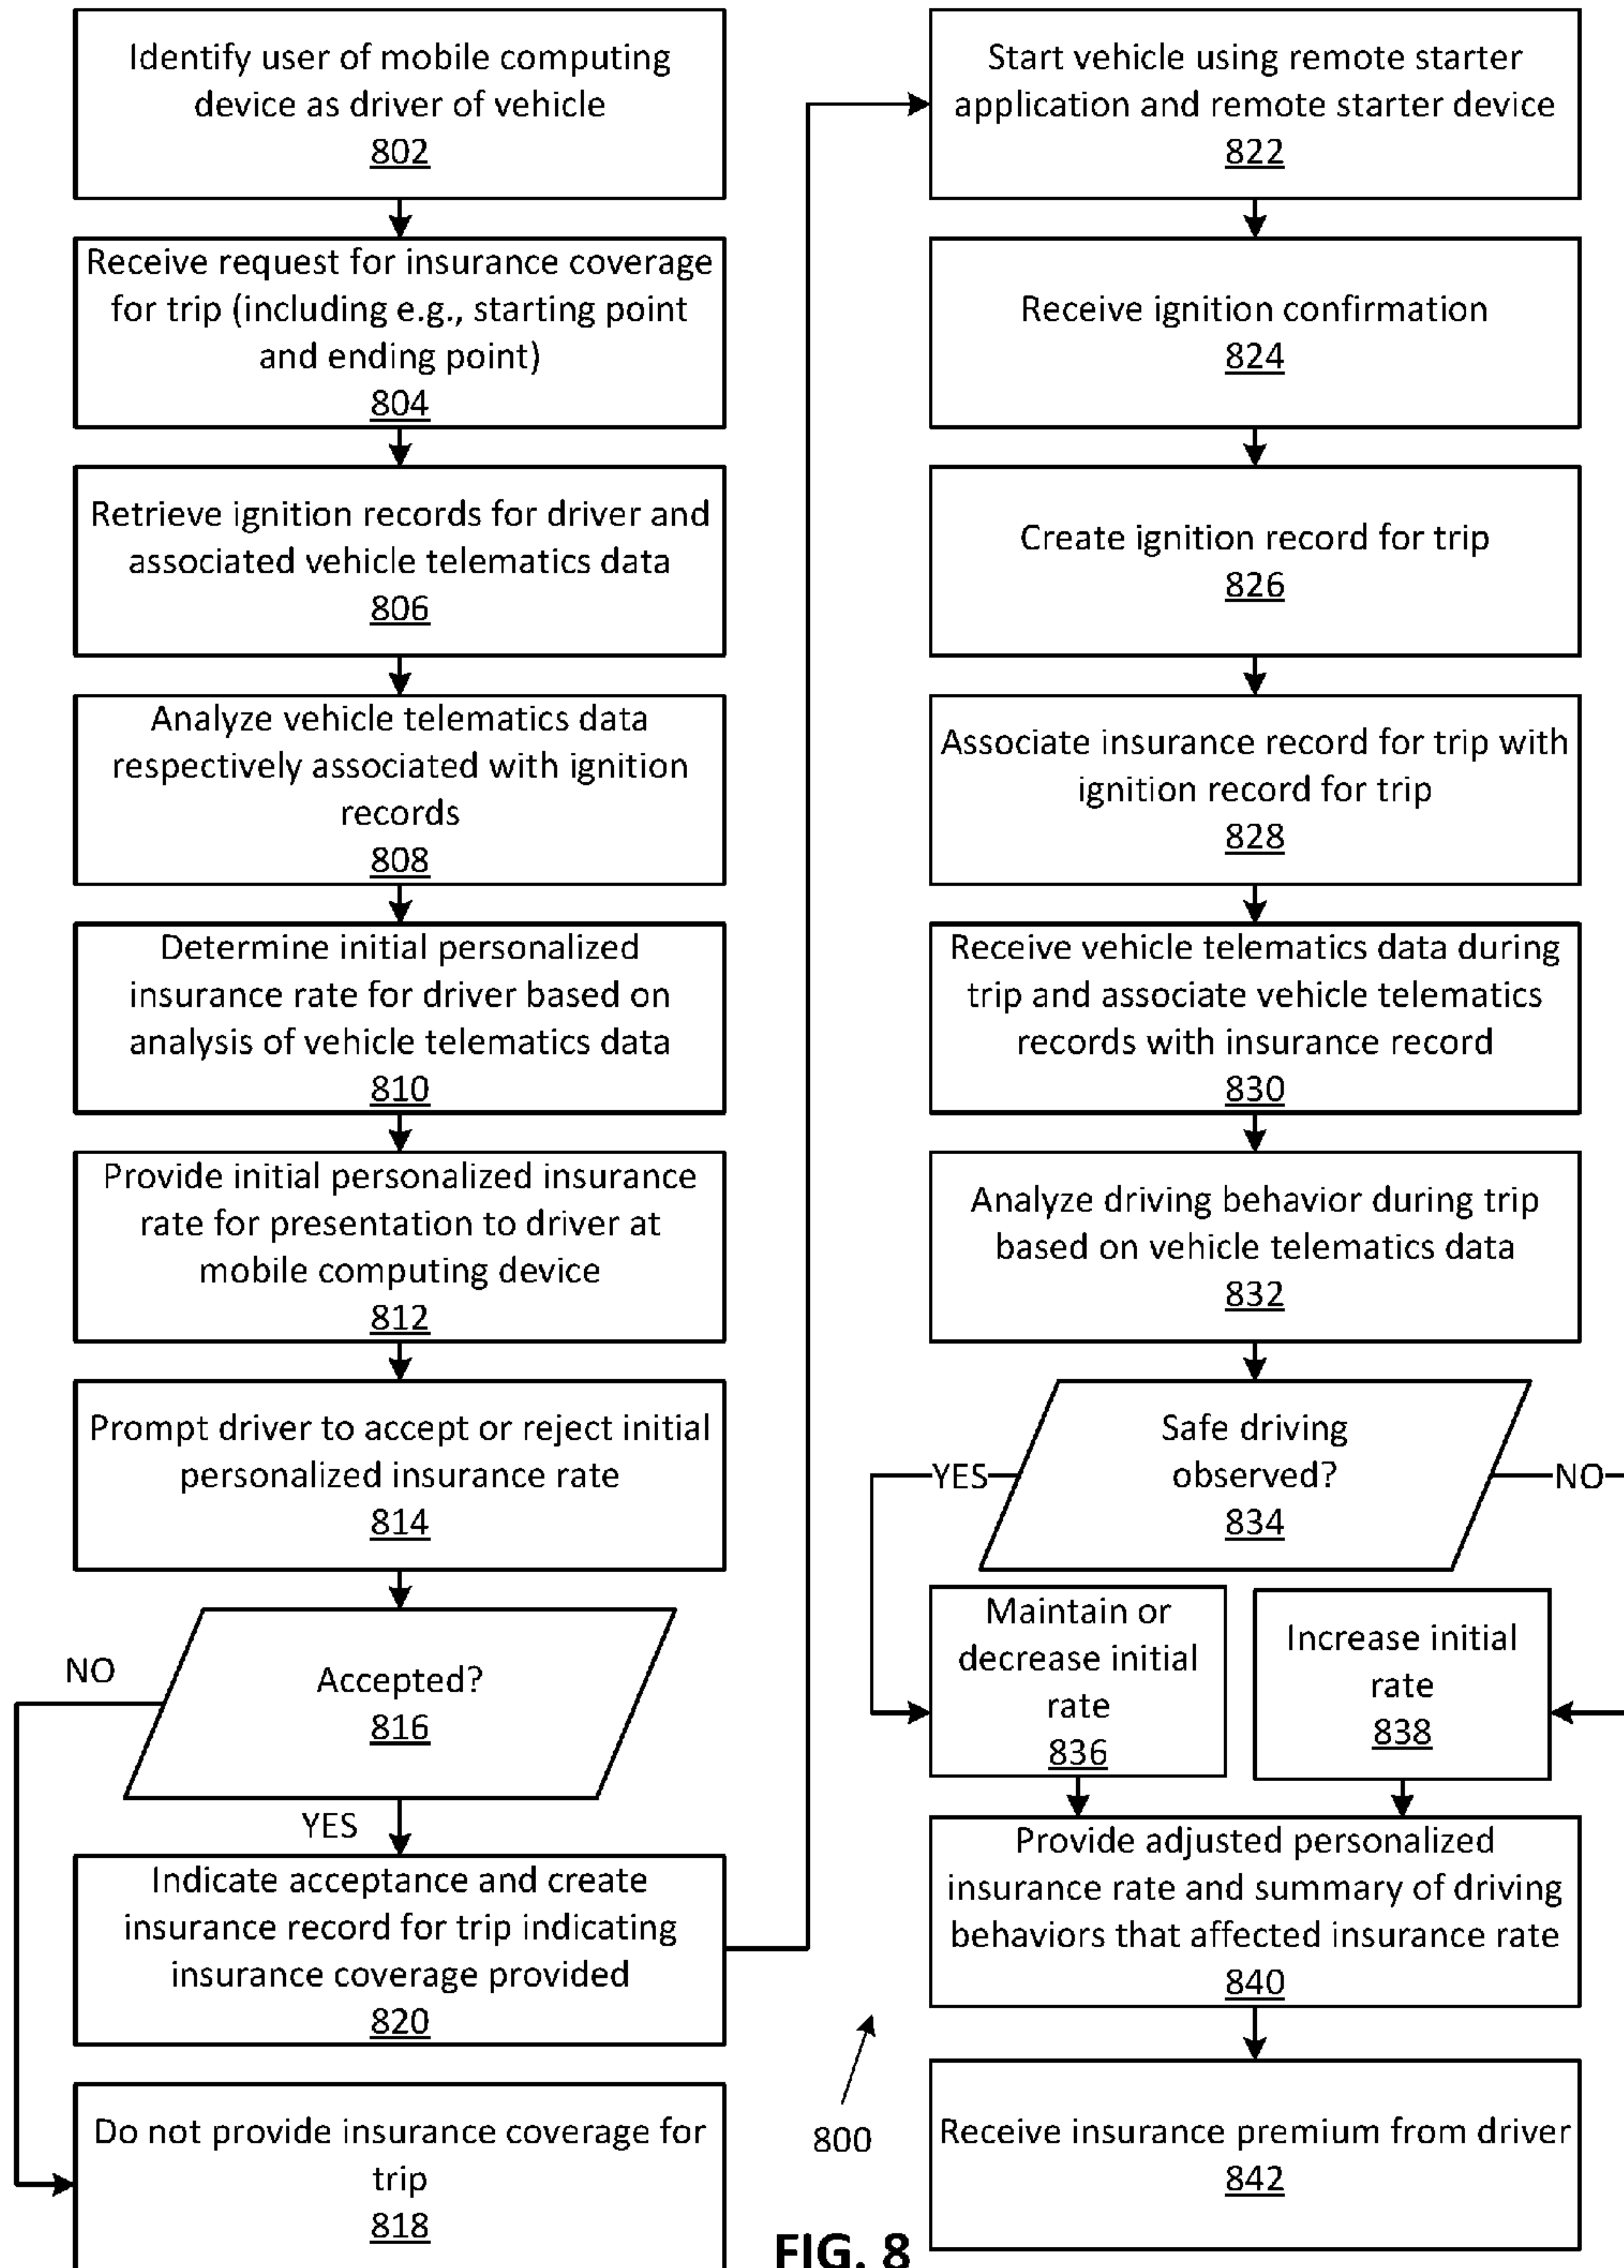 Identify user of mobile computing
device as driver of vehicle
802
Receive request for insurance coverage
for trip (including e.g., starting point
and ending point)
804
Retrieve ignition records for driver and
associated vehicle telematics data
806
Analyze vehicle telematics data
respectively associated with ignition
records
808
Determine initial personalized
insurance rate for driver based on
analysis of vehicle telematics data
810
Provide initial personalized insurance
rate for presentation to driver at
mobile computing device
812
Prompt driver to accept or reject initial
personalized insurance rate
814
NO
Accepted?
816
YES
Indicate acceptance and create
insurance record for trip indicating
insurance coverage provided
820
Do not provide insurance coverage for
trip
818
Start vehicle using remote starter
application and remote starter device
822
Receive ignition confirmation
824
Create ignition record for trip
826
Associate insurance record for trip with
ignition record for trip
828
Receive vehicle telematics data during
trip and associate vehicle telematics
records with insurance record
830
Analyze driving behavior during trip
based on vehicle telematics data
832
Safe driving
observed?
834
YES
NO
Maintain or
decrease initial
rate
836
Increase initial
rate
838
Provide adjusted personalized
insurance rate and summary of driving
behaviors that affected insurance rate
840
Receive insurance premium from driver
842
800
FIG. 8